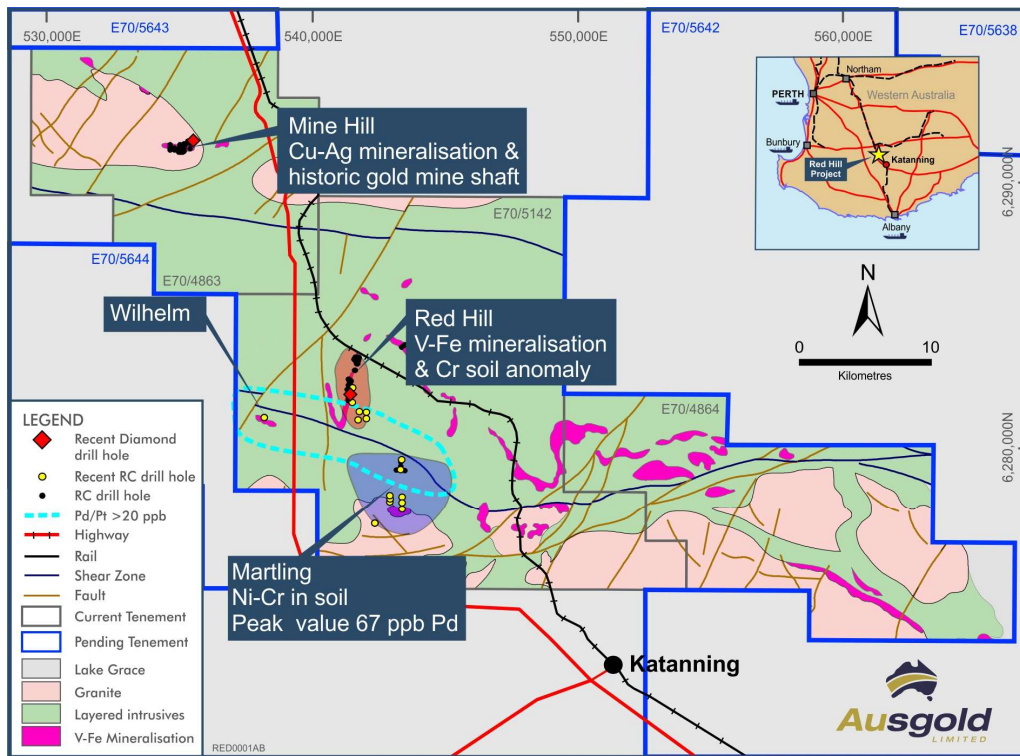 E70/5643
530,000E
540,000E
550,000E
E70/5642
560,000E
E70/5638
Northam
PERTH
Western Australia
Bunbury
Red Hill
Project
Katanning
Albany
6,290,000N
Mine Hill
Cu-Ag mineralisation &
historic gold mine shaft
E70/5142
E70/5644
E70/4863
Wilhelm
Red Hill
V-Fe mineralisation
& Cr soil anomaly
N
0 10
Kilometres
E70/4864
6,280,000N
LEGEND
Recent Diamond
drill hole
Recent RC drill hole
RC drill hole
Pd/Pt >20 ppb
Highway
Rail
Shear Zone
Fault
Current Tenement
Pending Tenement
Lake Grace
Granite
Layered intrusives
V-Fe Mineralisation
Martling
Ni-Cr in soil
Peak value 67 ppb Pd
Katanning
RED0001AB
Ausgold
LIMITED